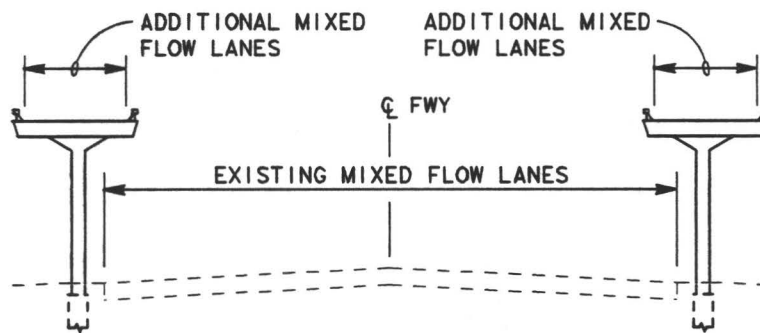 ADDITIONAL MIXED
FLOW LANES
ADDITIONAL MIXED
FLOW LANES
℄ FWY
EXISTING MIXED FLOW LANES